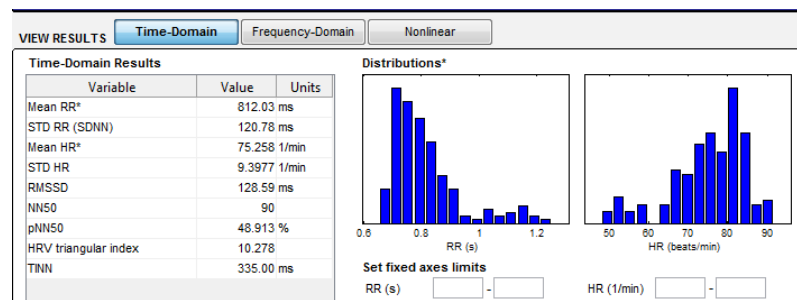 VIEW RESULTS Time-Domain Frequency-Domain Nonlinear
Time-Domain Results
Variable Value Units
Mean RR* 812.03 ms
STD RR (SDNN) 120.78 ms
Mean HR* 75.258 1/min
STD HR 9.3977 1/min
RMSSD 128.59 ms
NN50 90
pNN50 48.913 %
HRV triangular index 10.278
TINN 335.00 ms
Distributions*
0.6 0.8 1 1.2
RR (s)
50 60 70 80 90
HR (beats/min)
Set fixed axes limits
RR (s) - HR (1/min) -